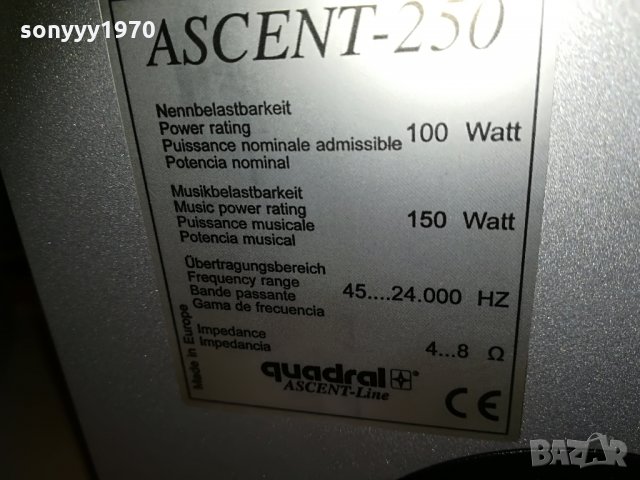 sonyyy1970
ASCENT-250
Nennbelastbarkeit
Power rating
Puissance nominale admissible 100 Watt
Potencia nominal
Musikbelastbarkeit
Music power rating
Puissance musicale 150 Watt
Potencia musical
Übertragungsbereich
Frequency range
Bande passante 45....24.000 HZ
Gama de frecuencia
Impedance
Impedancia 4...8 Ω
Made in Europe
quadral
ASCENT-Line
CE
BAZAR